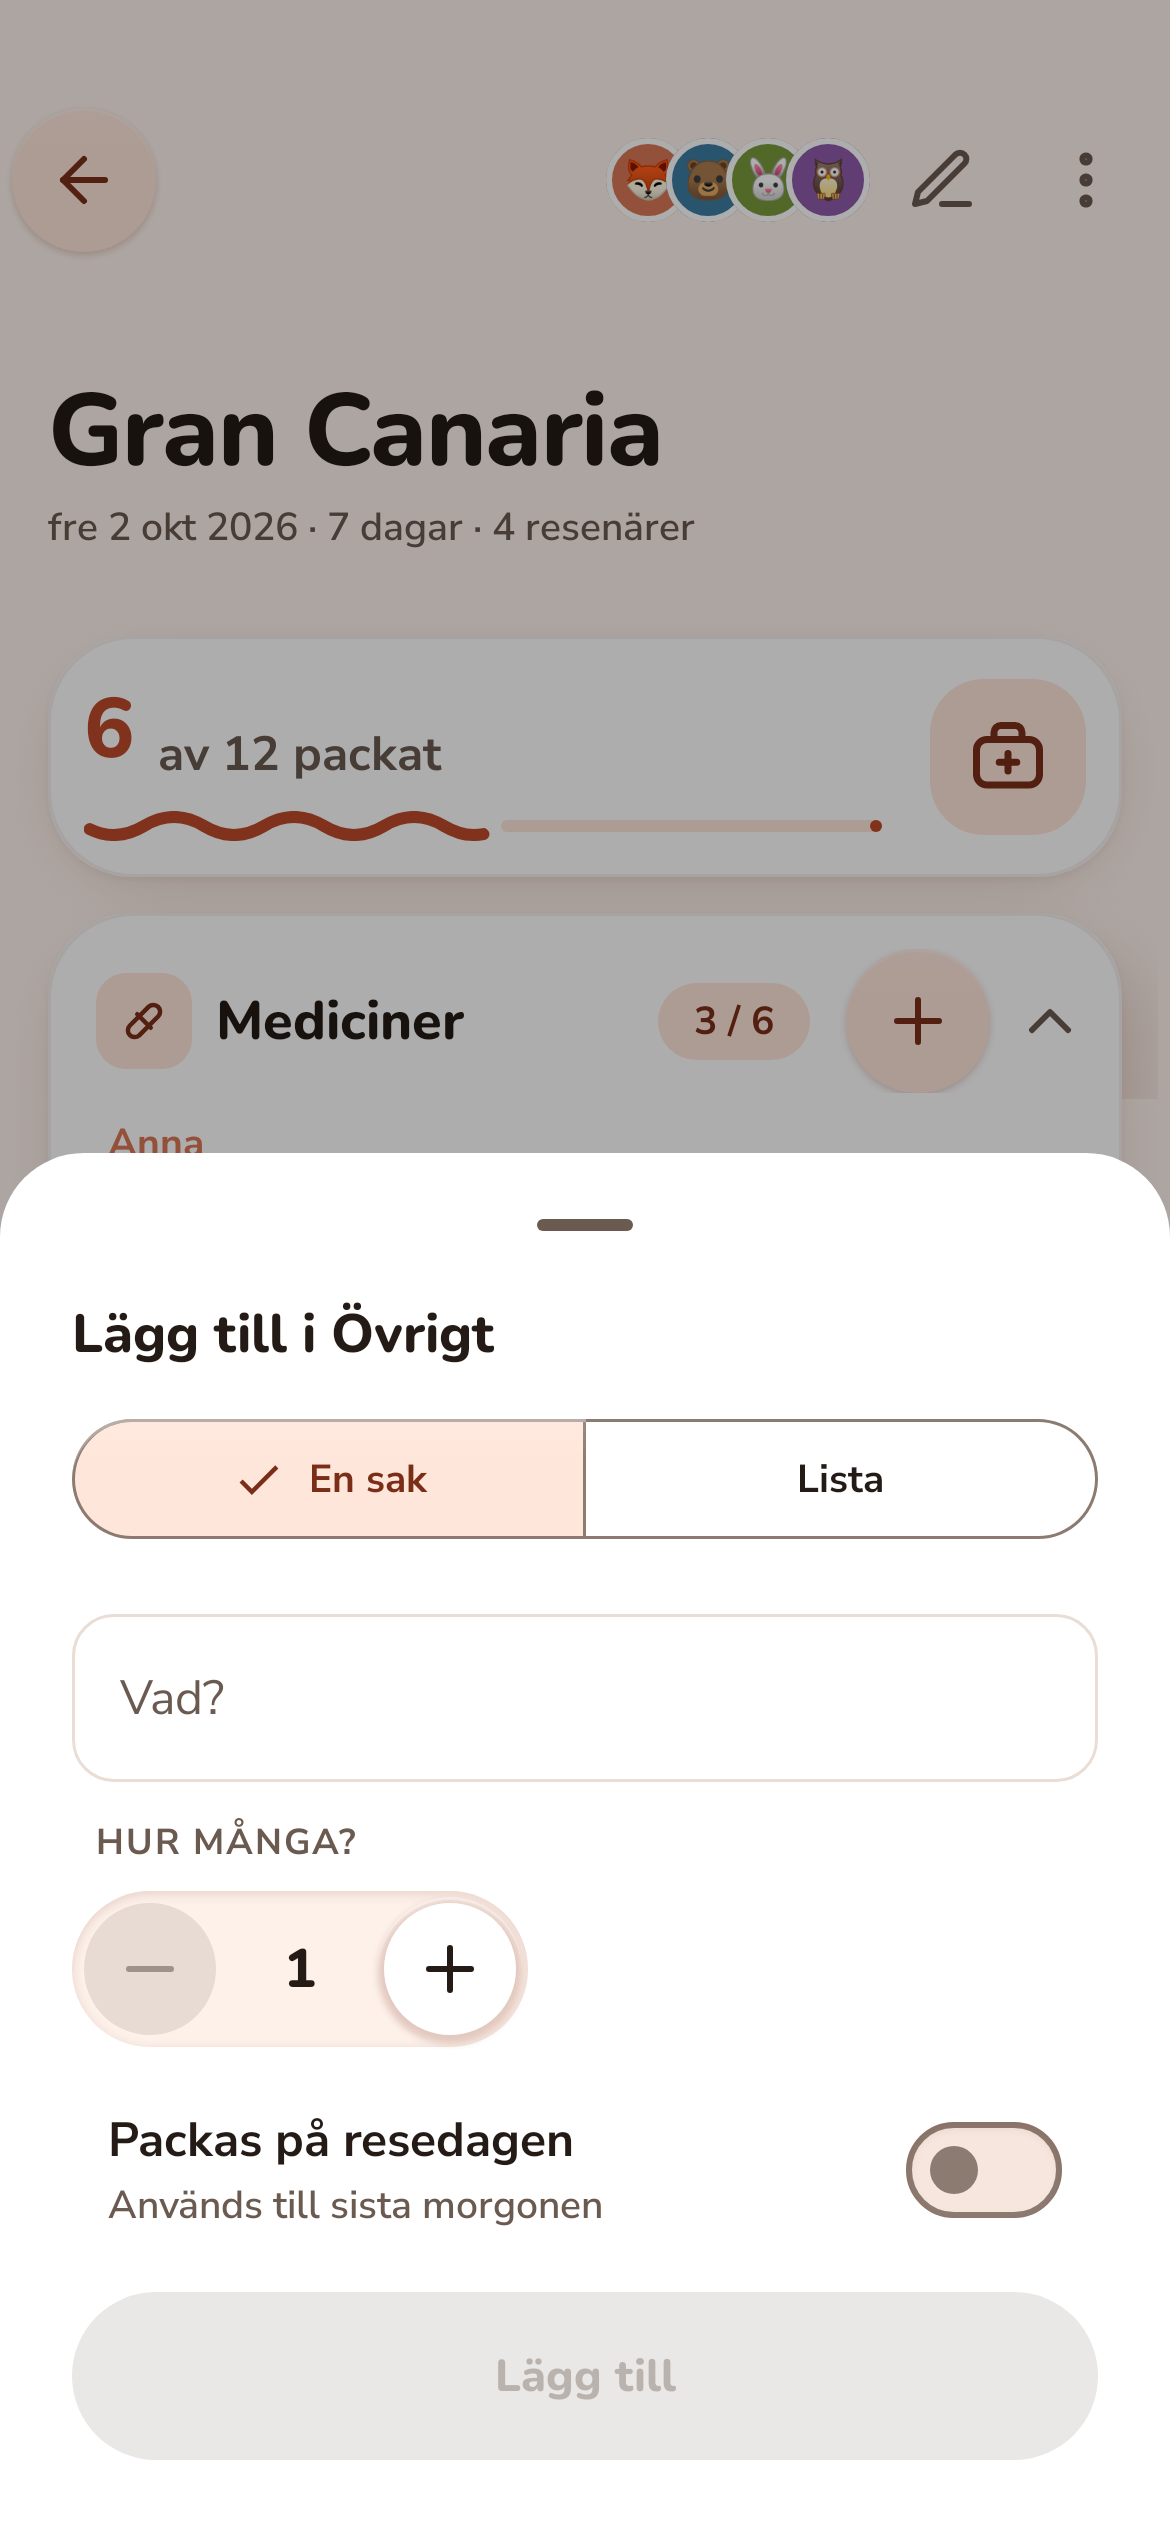 Gran Canaria
fre 2 okt 2026 · 7 dagar · 4 resenärer
6 av 12 packat
Mediciner 3 / 6
Anna
Lägg till i Övrigt
En sak Lista
Vad?
HUR MÅNGA?
1
Packas på resedagen
Används till sista morgonen
Lägg till